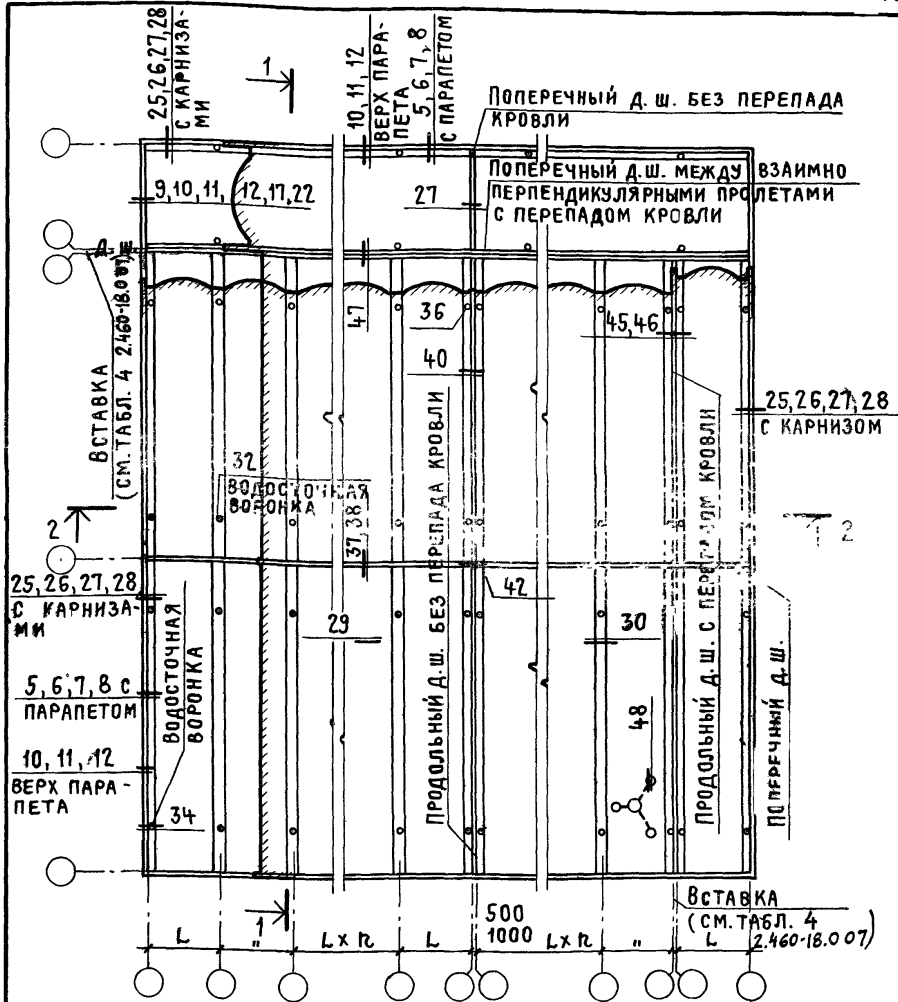 25,26,27,28
С КАРНИЗА-
МИ
1
10, 11, 12
ВЕРХ ПАРА-
ПЕТА
5, 6, 7, 8
С ПАРАПЕТОМ
ПОПЕРЕЧНЫЙ Д.Ш. БЕЗ ПЕРЕПАДА
КРОВЛИ
ПОПЕРЕЧНЫЙ Д.Ш. МЕЖДУ ВЗАИМНО
ПЕРПЕНДИКУЛЯРНЫМИ ПРОЛЕТАМИ
С ПЕРЕПАДОМ КРОВЛИ
9,10,11, 12,17,22
27
ВСТАВКА
(СМ. ТАБЛ. 4 2.460-18.0 07)
47
36
40
45,46
25,26,27,28
С КАРНИЗОМ
32
ВОДОСТОЧНАЯ
ВОРОНКА
37,38
2
2
ПРОДОЛЬНЫЙ Д.Ш. БЕЗ ПЕРЕПАДА КРОВЛИ
ПРОДОЛЬНЫЙ Д.Ш. С ПЕРЕПАДОМ КРОВЛИ
ПОПЕРЕЧНЫЙ Д.Ш.
25,26,27,28
С КАРНИЗА-
МИ
42
29
30
5,6,7,8 С
ПАРАПЕТОМ
ВОДОСТОЧНАЯ
ВОРОНКА
48
10, 11, 12
ВЕРХ ПАРА-
ПЕТА
34
1
ВСТАВКА
(СМ. ТАБЛ. 4
2.460-18.0 07)
500
1000
L " L x n L L x n " L